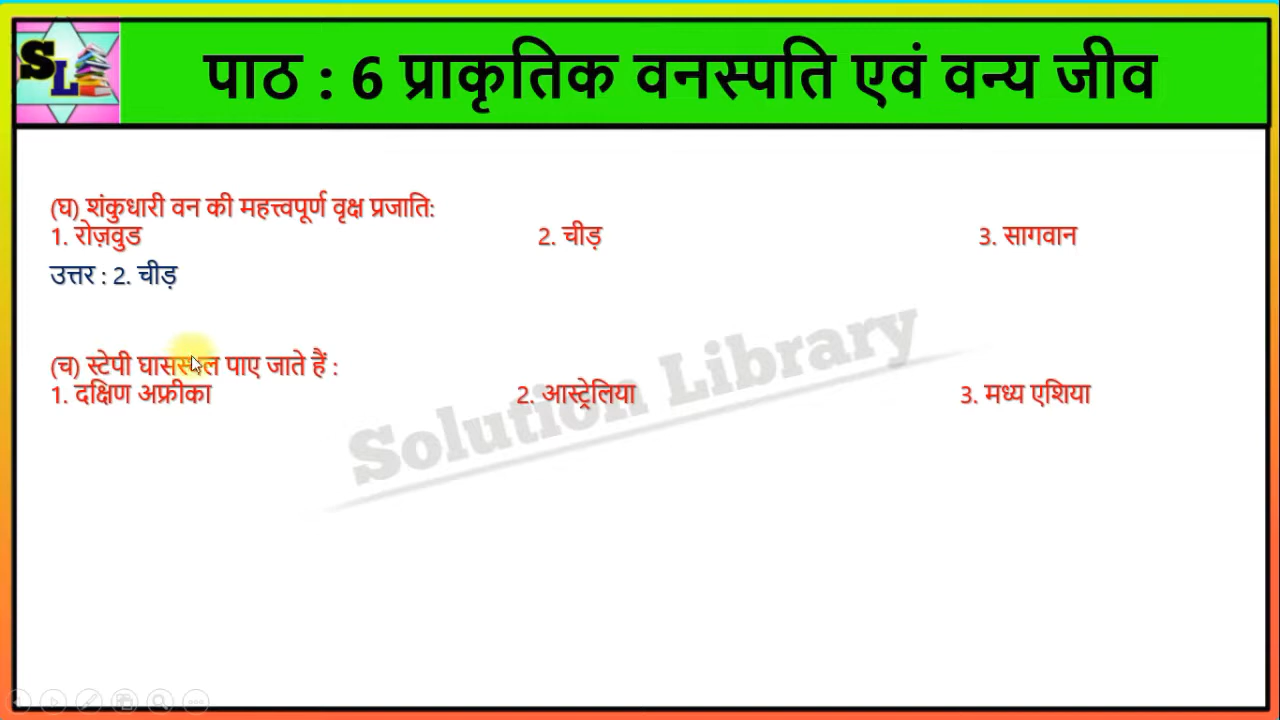 SL
पाठ : 6 प्राकृतिक वनस्पति एवं वन्य जीव
(घ) शंकुधारी वन की महत्त्वपूर्ण वृक्ष प्रजाति:
1. रोज़वुड 2. चीड़ 3. सागवान
उत्तर : 2. चीड़
(च) स्टेपी घासस्थल पाए जाते हैं :
1. दक्षिण अफ्रीका 2. आस्ट्रेलिया 3. मध्य एशिया
Solution Library